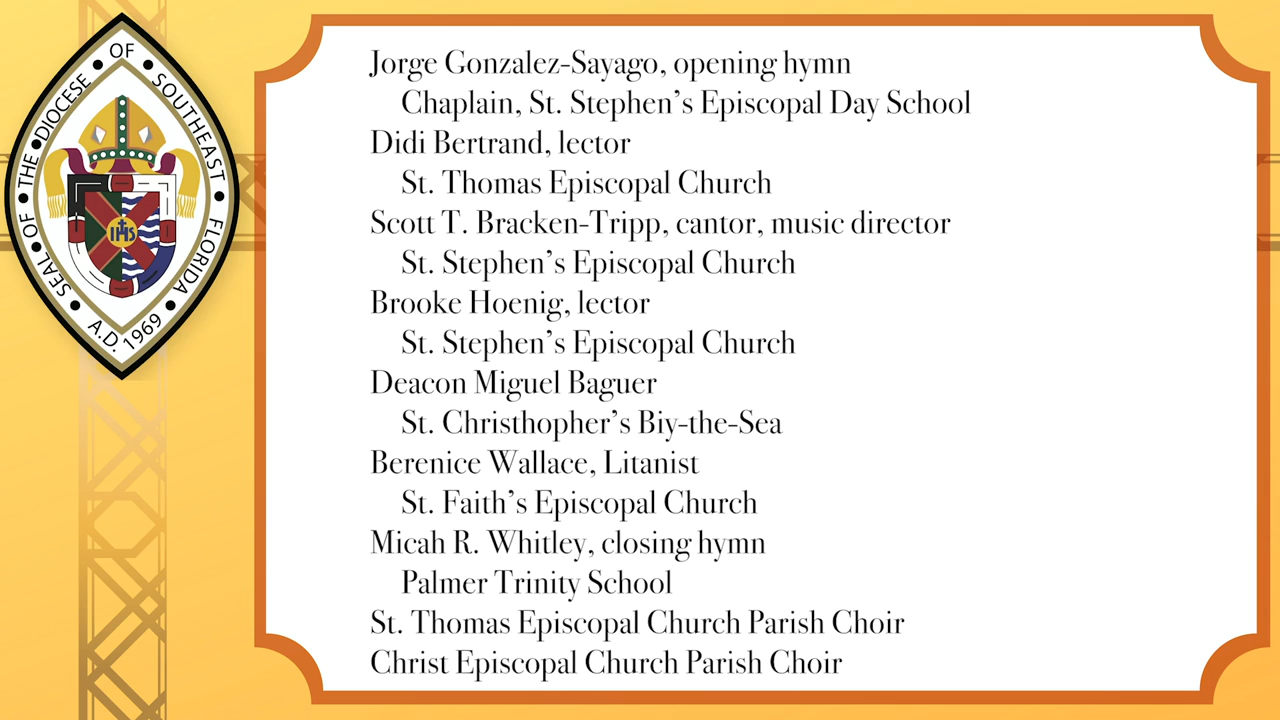 SEAL OF THE DIOCESE OF SOUTHEAST FLORIDA
A.D. 1969
IHS
Jorge Gonzalez-Sayago, opening hymn
Chaplain, St. Stephen’s Episcopal Day School
Didi Bertrand, lector
St. Thomas Episcopal Church
Scott T. Bracken-Tripp, cantor, music director
St. Stephen’s Episcopal Church
Brooke Hoenig, lector
St. Stephen’s Episcopal Church
Deacon Miguel Baguer
St. Christhopher’s Biy-the-Sea
Berenice Wallace, Litanist
St. Faith’s Episcopal Church
Micah R. Whitley, closing hymn
Palmer Trinity School
St. Thomas Episcopal Church Parish Choir
Christ Episcopal Church Parish Choir